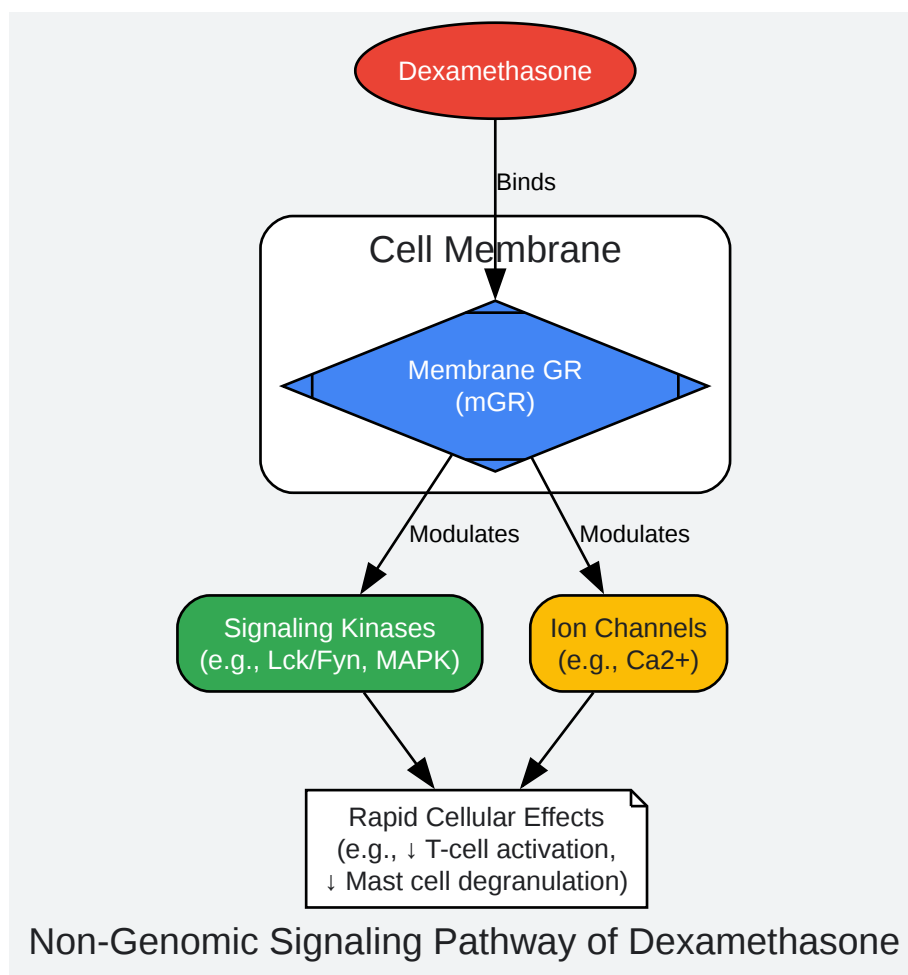 Dexamethasone
Binds
Cell Membrane
Membrane GR
(mGR)
Modulates
Modulates
Signaling Kinases
(e.g., Lck/Fyn, MAPK)
Ion Channels
(e.g., Ca2+)
Rapid Cellular Effects
(e.g., ↓ T-cell activation,
↓ Mast cell degranulation)
Non-Genomic Signaling Pathway of Dexamethasone